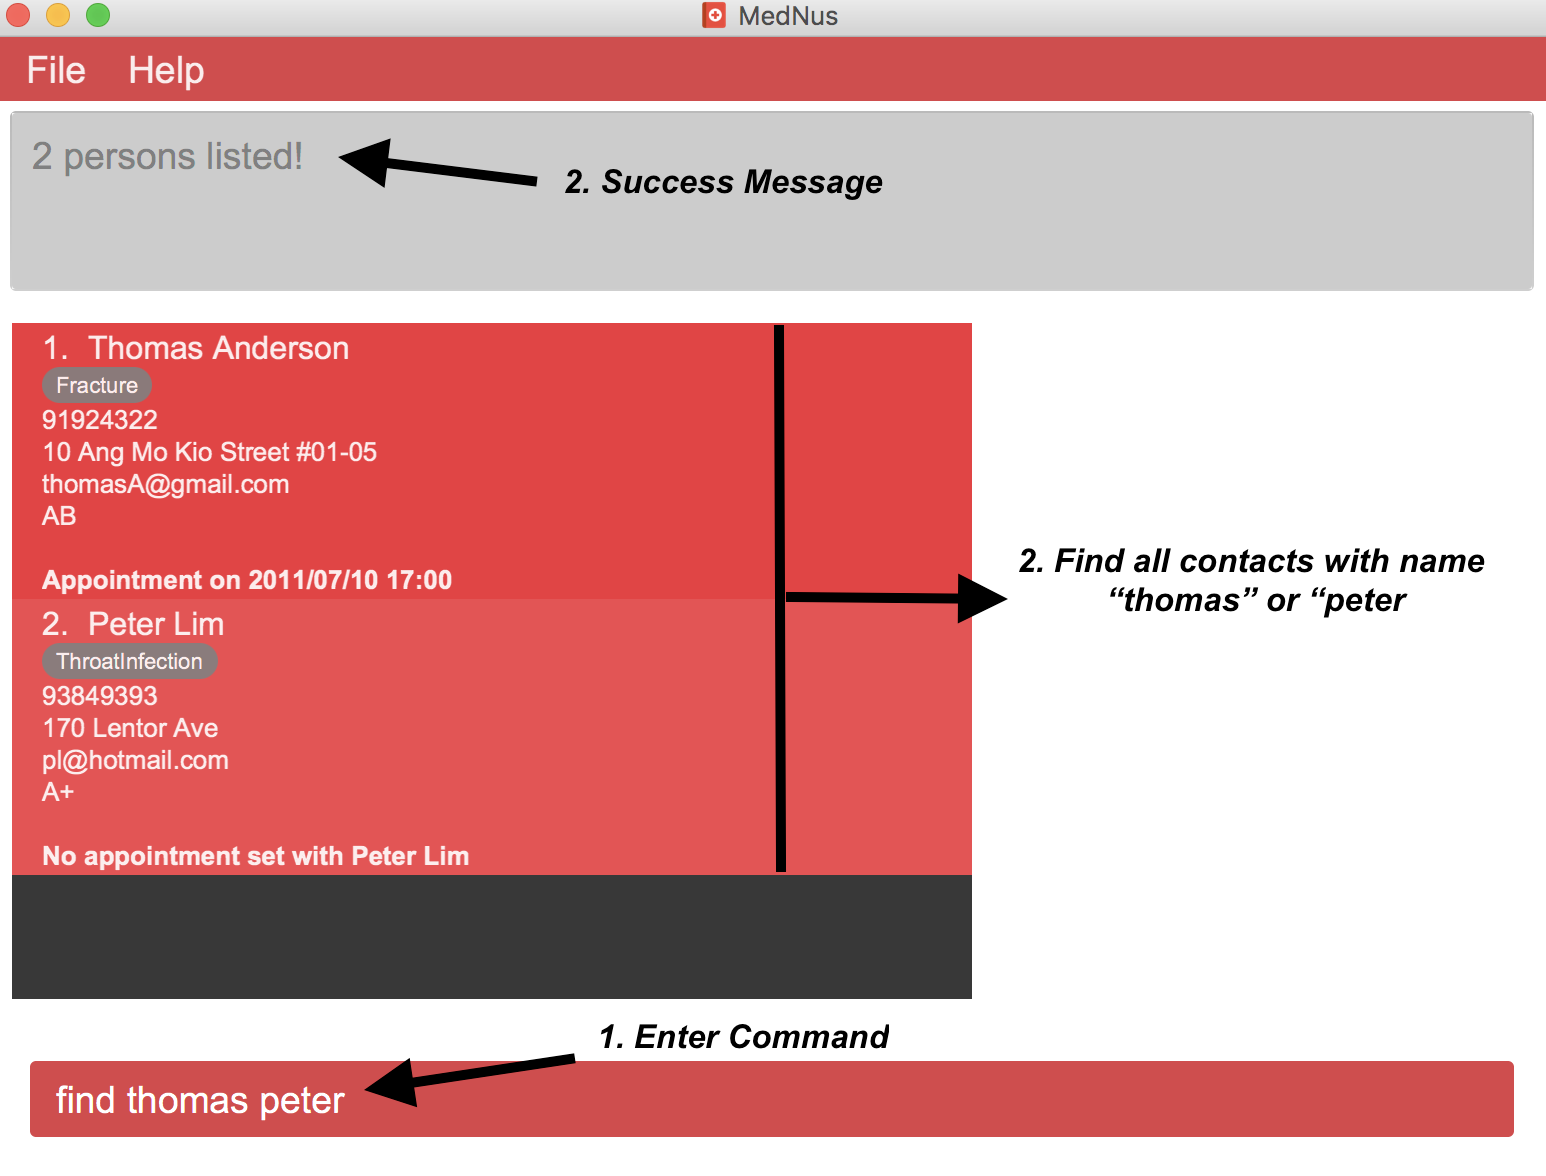 MedNus
File Help
2 persons listed!
2. Success Message
1. Thomas Anderson
Fracture
91924322
10 Ang Mo Kio Street #01-05
thomasA@gmail.com
AB
Appointment on 2011/07/10 17:00
2. Peter Lim
ThroatInfection
93849393
170 Lentor Ave
pl@hotmail.com
A+
No appointment set with Peter Lim
2. Find all contacts with name
“thomas” or “peter
1. Enter Command
find thomas peter